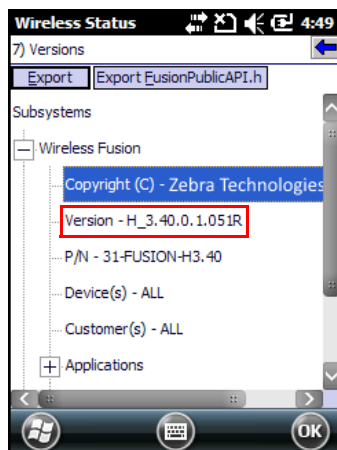 Wireless Status 4:49
7) Versions
Export Export FusionPublicAPI.h
Subsystems
Wireless Fusion
Copyright (C) - Zebra Technologies
Version - H_3.40.0.1.051R
P/N - 31-FUSION-H3.40
Device(s) - ALL
Customer(s) - ALL
Applications
OK